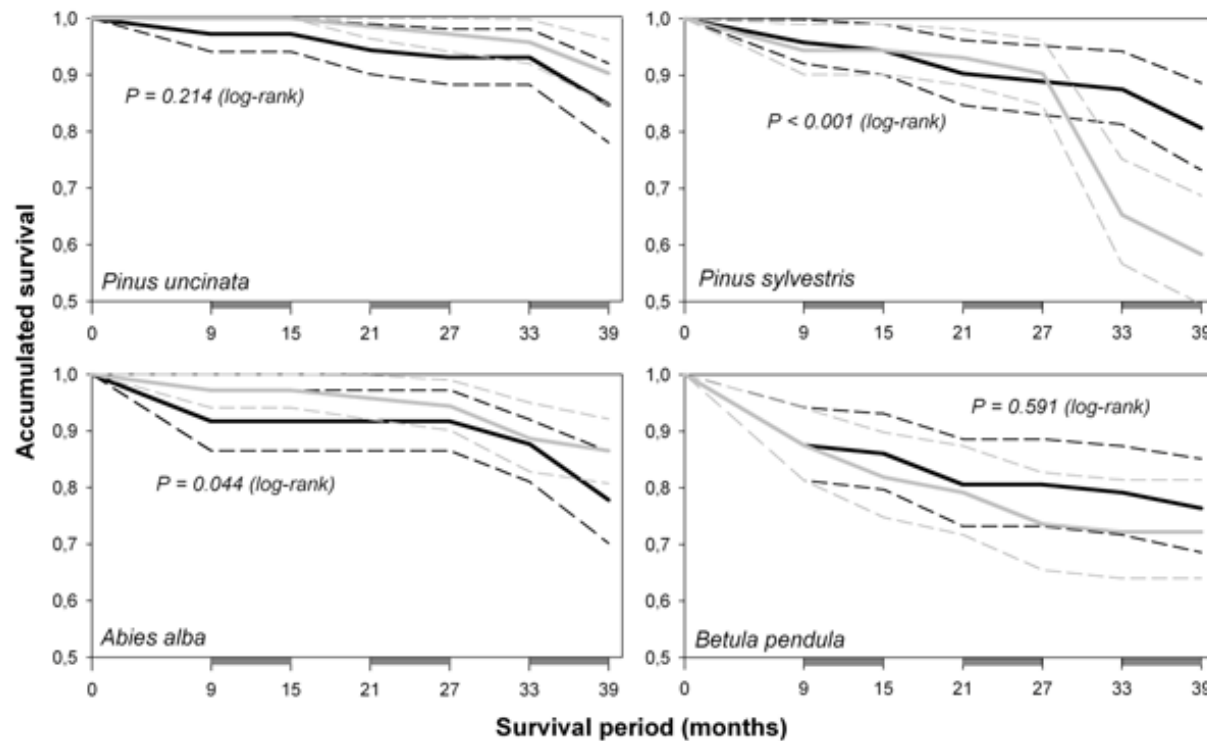 Accumulated survival
1,0
0,9
0,8
0,7
0,6
0,5
P = 0.214 (log-rank)
Pinus uncinata
0 9 15 21 27 33 39
1,0
0,9
0,8
0,7
0,6
0,5
P < 0.001 (log-rank)
Pinus sylvestris
0 9 15 21 27 33 39
Accumulated survival
1,0
0,9
0,8
0,7
0,6
0,5
P = 0.044 (log-rank)
Abies alba
0 9 15 21 27 33 39
1,0
0,9
0,8
0,7
0,6
0,5
P = 0.591 (log-rank)
Betula pendula
0 9 15 21 27 33 39
Survival period (months)